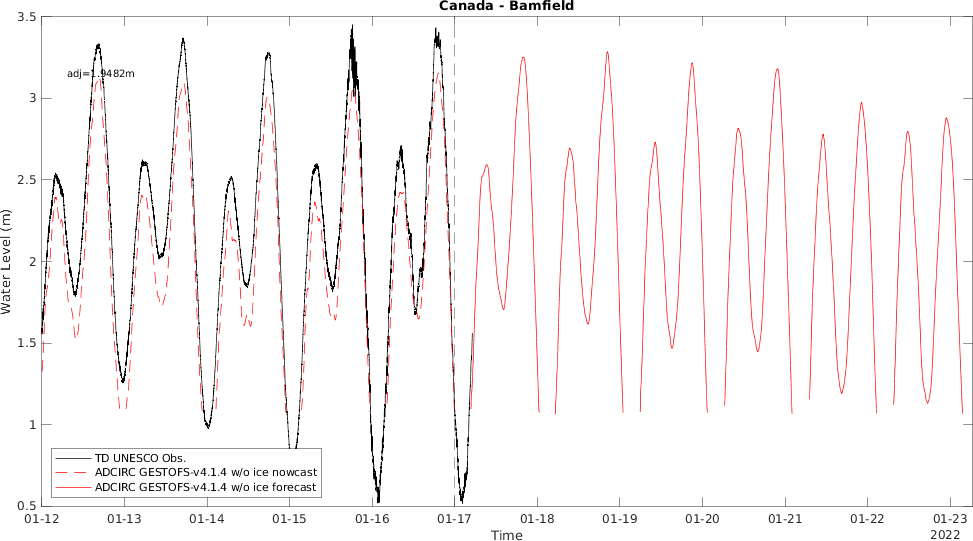 Canada - Bamfield
3.5
adj=1.9482m
3
2.5
2
1.5
1
0.5
Water Level (m)
TD UNESCO Obs.
ADCIRC GESTOFS-v4.1.4 w/o ice nowcast
ADCIRC GESTOFS-v4.1.4 w/o ice forecast
01-12 01-13 01-14 01-15 01-16 01-17 01-18 01-19 01-20 01-21 01-22 01-23
Time
2022